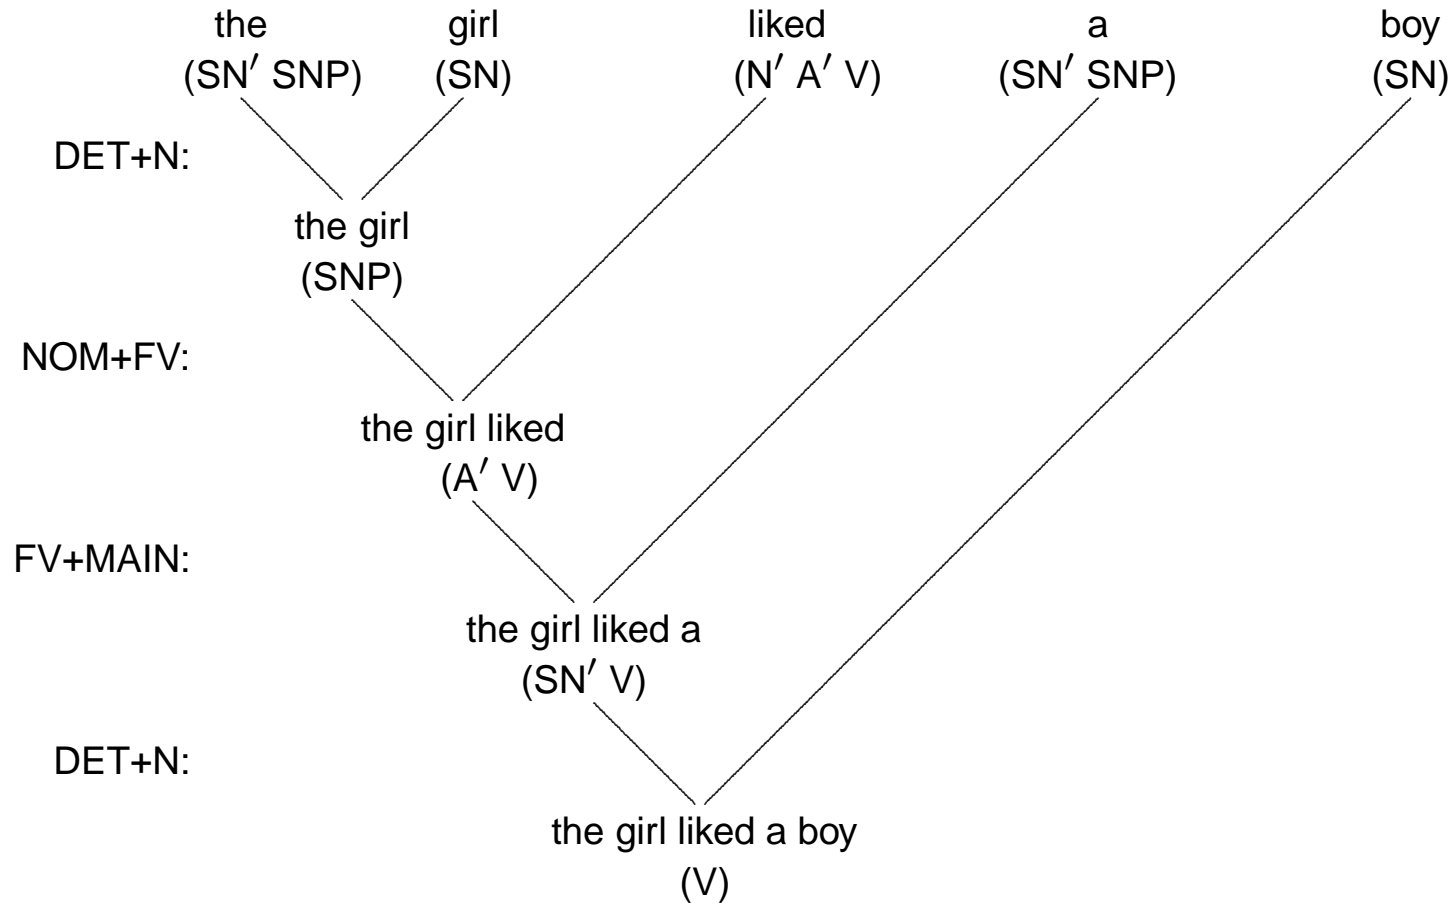 the girl liked a boy
(SN′ SNP) (SN) (N′ A′ V) (SN′ SNP) (SN)
DET+N:
the girl
(SNP)
NOM+FV:
the girl liked
(A′ V)
FV+MAIN:
the girl liked a
(SN′ V)
DET+N:
the girl liked a boy
(V)